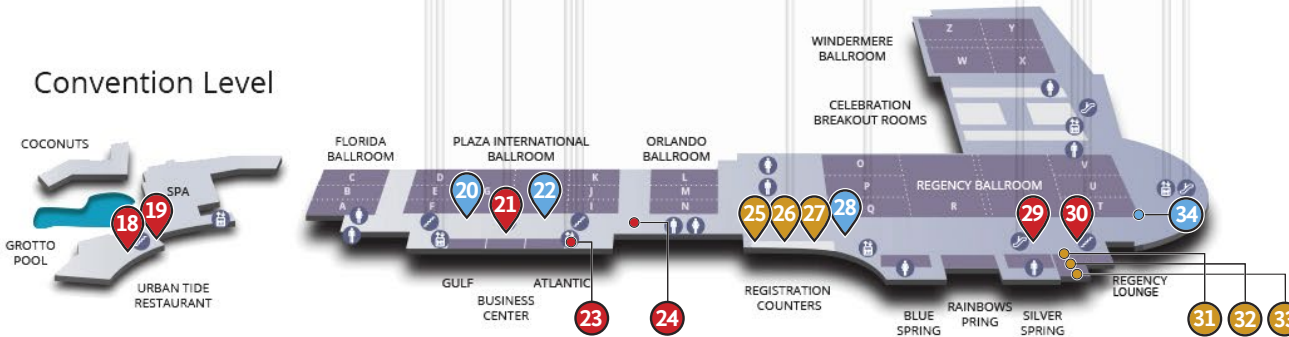 Convention Level
COCONUTS
SPA
18
19
GROTTO
POOL
URBAN TIDE
RESTAURANT
FLORIDA
BALLROOM
C
B
A
PLAZA INTERNATIONAL
BALLROOM
D
E
F
G
K
J
I
20
21
22
GULF
BUSINESS
CENTER
ATLANTIC
23
24
ORLANDO
BALLROOM
L
M
N
WINDERMERE
BALLROOM
Z
Y
W
X
CELEBRATION
BREAKOUT ROOMS
REGENCY BALLROOM
O
P
Q
R
V
U
T
25
26
27
28
29
30
34
REGISTRATION
COUNTERS
BLUE
SPRING
RAINBOWS
PRING
SILVER
SPRING
REGENCY
LOUNGE
31
32
33